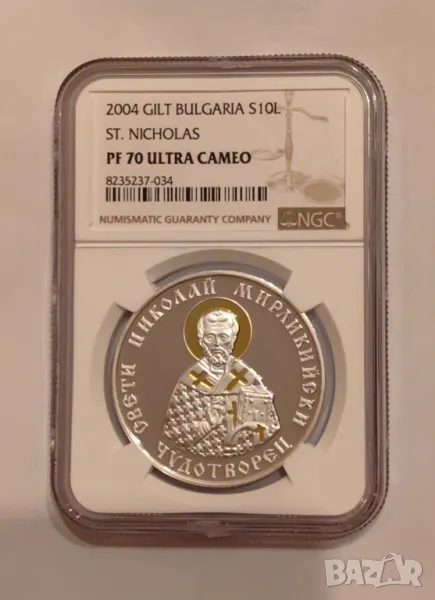 2004 GILT BULGARIA S10L
ST. NICHOLAS
PF 70 ULTRA CAMEO
8235237-034
NUMISMATIC GUARANTY COMPANY
NGC®
СВЕТИ НИКОЛАЙ МИРЛИКИЙСКИ
ЧУДОТВОРЕЦ
BAZAR